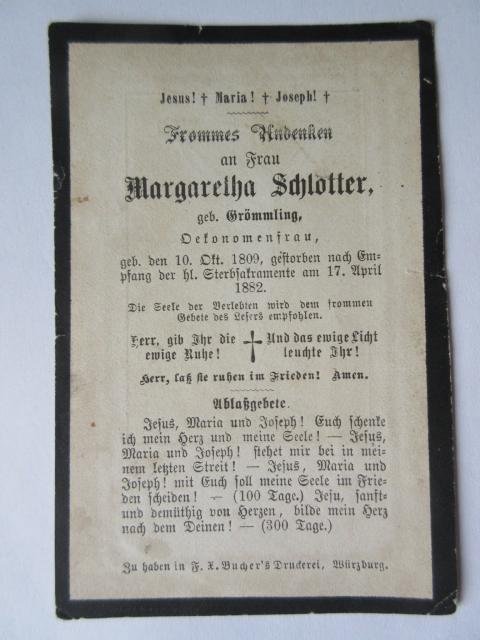 Jesus! † Maria! † Joseph! †
Frommes Andenken
an Frau
Margaretha Schlotter,
geb. Grömmling,
Oekonomenfrau,
geb. den 10. Okt. 1809, gestorben nach Em-
pfang der hl. Sterbsakramente am 17. April
1882.
Die Seele der Verlebten wird dem frommen
Gebete des Lesers empfohlen.
Herr, gib Ihr die † Und das ewige Licht
ewige Ruhe! leuchte Ihr!
Herr, laß sie ruhen im Frieden! Amen.
Ablaßgebete.
Jesus, Maria und Joseph! Euch schenke
ich mein Herz und meine Seele! — Jesus,
Maria und Joseph! stehet mir bei in mei-
nem letzten Streit! — Jesus, Maria und
Joseph! mit Euch soll meine Seele im Frie-
den scheiden! — (100 Tage.) Jesu, sanft-
und demüthig von Herzen, bilde mein Herz
nach dem Deinen! — (300 Tage.)
Zu haben in F. X. Bucher's Druckerei, Würzburg.